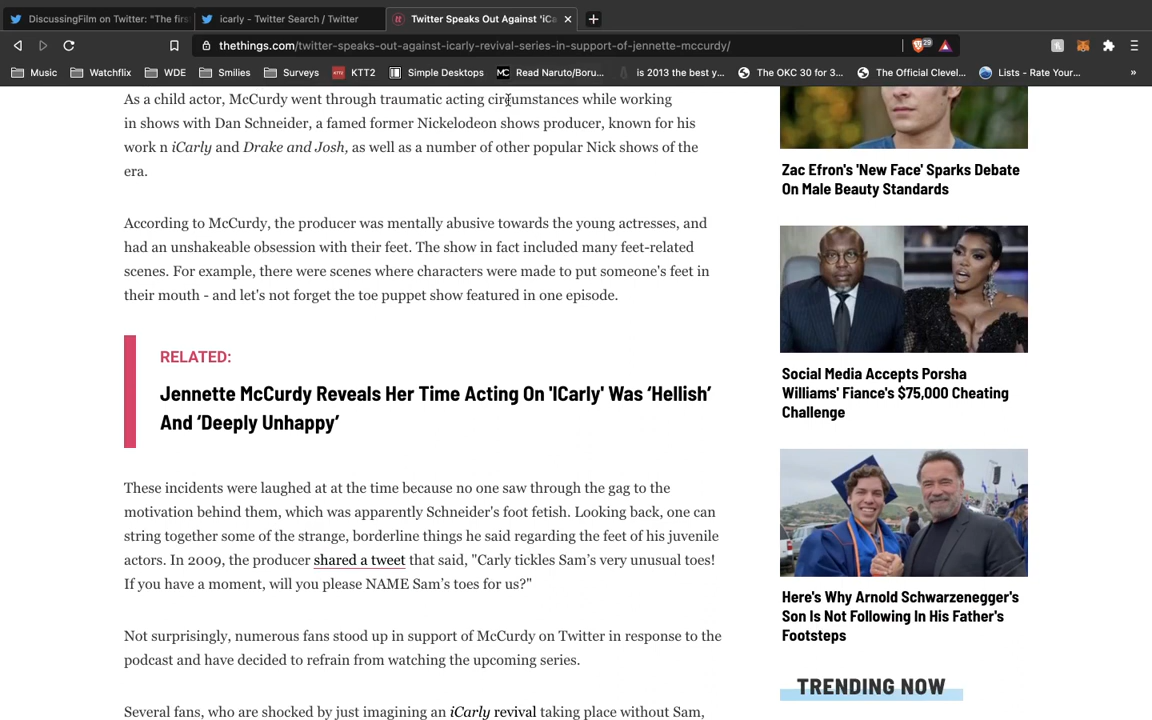 DiscussingFilm on Twitter: "The firs
icarly - Twitter Search / Twitter
Twitter Speaks Out Against 'iCa
thethings.com/twitter-speaks-out-against-icarly-revival-series-in-support-of-jennette-mccurdy/
29
Music
Watchflix
WDE
Smilies
Surveys
KTT2
Simple Desktops
Read Naruto/Boru...
is 2013 the best y...
The OKC 30 for 3...
The Official Clevel...
Lists - Rate Your...
»
As a child actor, McCurdy went through traumatic acting circumstances while working
in shows with Dan Schneider, a famed former Nickelodeon shows producer, known for his
work n iCarly and Drake and Josh, as well as a number of other popular Nick shows of the
era.
According to McCurdy, the producer was mentally abusive towards the young actresses, and
had an unshakeable obsession with their feet. The show in fact included many feet-related
scenes. For example, there were scenes where characters were made to put someone's feet in
their mouth - and let's not forget the toe puppet show featured in one episode.
RELATED:
Jennette McCurdy Reveals Her Time Acting On 'ICarly' Was ‘Hellish’
And ‘Deeply Unhappy’
These incidents were laughed at at the time because no one saw through the gag to the
motivation behind them, which was apparently Schneider's foot fetish. Looking back, one can
string together some of the strange, borderline things he said regarding the feet of his juvenile
actors. In 2009, the producer shared a tweet that said, "Carly tickles Sam’s very unusual toes!
If you have a moment, will you please NAME Sam’s toes for us?"
Not surprisingly, numerous fans stood up in support of McCurdy on Twitter in response to the
podcast and have decided to refrain from watching the upcoming series.
Several fans, who are shocked by just imagining an iCarly revival taking place without Sam,
Zac Efron's 'New Face' Sparks Debate
On Male Beauty Standards
Social Media Accepts Porsha
Williams' Fiance's $75,000 Cheating
Challenge
Here's Why Arnold Schwarzenegger's
Son Is Not Following In His Father's
Footsteps
TRENDING NOW